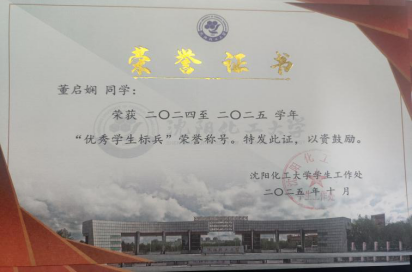 荣誉证书
董启娴 同学：
荣获 二〇二四至二〇二五 学年
“优秀学生标兵”荣誉称号。特发此证，以资鼓励。
沈阳化工大学学生工作处
二〇二五年十月